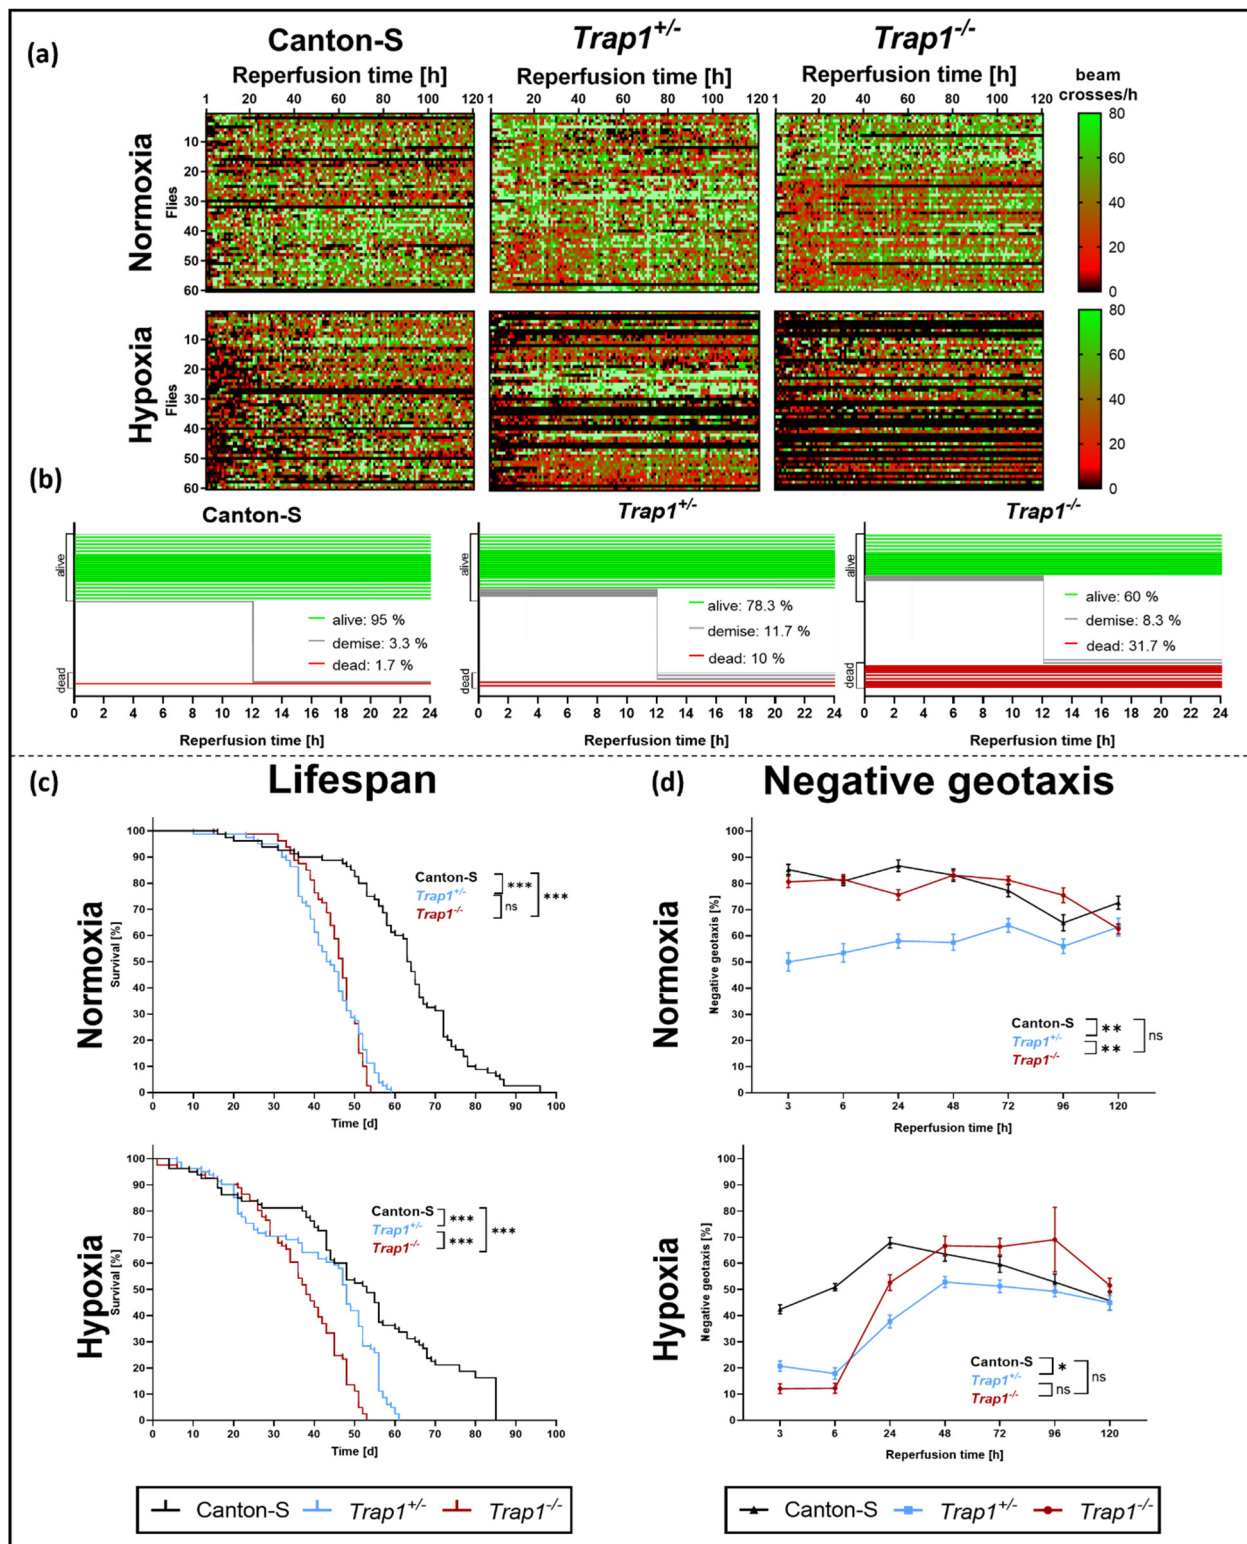 (a)
Canton-S Trap1+/- Trap1-/-
Reperfusion time [h] Reperfusion time [h] Reperfusion time [h] beam
1 20 40 60 80 100 120 1 20 40 60 80 100 120 1 20 40 60 80 100 120 crosses/h
Normoxia
Flies
10
20
30
40
50
60
80
60
40
20
0
Hypoxia
Flies
10
20
30
40
50
60
80
60
40
20
0
(b)
Canton-S
alive
dead
alive: 95 %
demise: 3.3 %
dead: 1.7 %
0 2 4 6 8 10 12 14 16 18 20 22 24
Reperfusion time [h]
Trap1+/-
alive: 78.3 %
demise: 11.7 %
dead: 10 %
0 2 4 6 8 10 12 14 16 18 20 22 24
Reperfusion time [h]
Trap1-/-
alive
dead
alive: 60 %
demise: 8.3 %
dead: 31.7 %
0 2 4 6 8 10 12 14 16 18 20 22 24
Reperfusion time [h]
(c) Lifespan
Normoxia
Survival [%]
100
90
80
70
60
50
40
30
20
10
0
Canton-S
Trap1+/-
Trap1-/-
***
ns
***
0 10 20 30 40 50 60 70 80 90 100
Time [d]
Hypoxia
Survival [%]
100
90
80
70
60
50
40
30
20
10
0
Canton-S
Trap1+/-
Trap1-/-
***
***
***
0 10 20 30 40 50 60 70 80 90 100
Time [d]
Canton-S Trap1+/- Trap1-/-
(d) Negative geotaxis
Normoxia
Negative geotaxis [%]
100
90
80
70
60
50
40
30
20
10
0
Canton-S
Trap1+/-
Trap1-/-
**
**
ns
3 6 24 48 72 96 120
Reperfusion time [h]
Hypoxia
Negative geotaxis [%]
100
90
80
70
60
50
40
30
20
10
0
Canton-S
Trap1+/-
Trap1-/-
*
ns
ns
3 6 24 48 72 96 120
Reperfusion time [h]
Canton-S Trap1+/- Trap1-/-